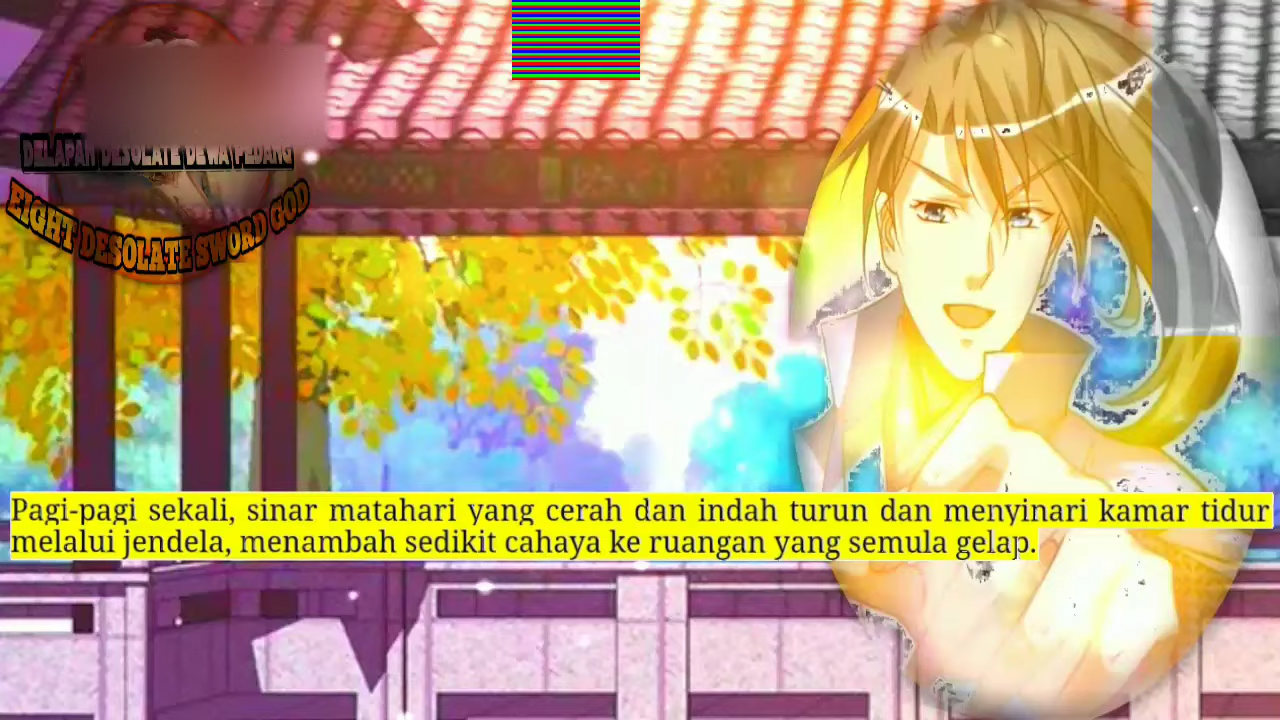 DELAPAN DESOLATE DEWA PEDANG
EIGHT DESOLATE SWORD GOD
Pagi-pagi sekali, sinar matahari yang cerah dan indah turun dan menyinari kamar tidur
melalui jendela, menambah sedikit cahaya ke ruangan yang semula gelap.